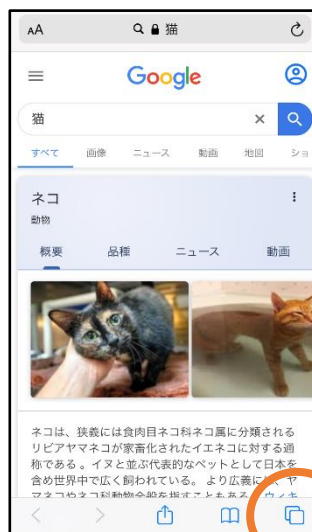 AA 猫
Google
猫
すべて 画像 ニュース 動画 地図 ショ
ネコ
動物
概要 品種 ニュース 動画
ネコは、狭義には食肉目ネコ科ネコ属に分類される
リビアヤマネコが家畜化されたイエネコに対する通
称である。イヌと並ぶ代表的なペットとして日本を
含め世界中で広く飼われている。 より広義に
マネコやネコ科動物全般を指すこともある。 ウィキ